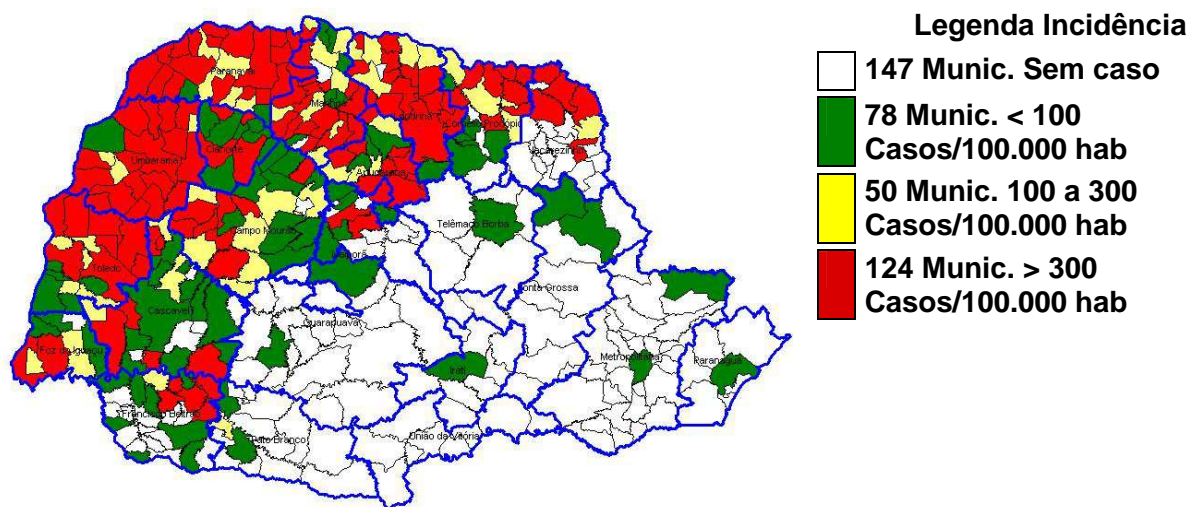 Legenda Incidência
147 Munic. Sem caso
78 Munic. < 100
Casos/100.000 hab
50 Munic. 100 a 300
Casos/100.000 hab
124 Munic. > 300
Casos/100.000 hab
Paranavaí
Maringá
Londrina
Cornélio Procópio
Jacarezinho
Umuarama
Cianorte
Apucarana
Campo Mourão
Telêmaco Borba
Ivaiporã
Toledo
Ponta Grossa
Cascavel
Guarapuava
Foz do Iguaçu
Irati
Metropolitana
Paranaguá
Francisco Beltrão
Pato Branco
União da Vitória